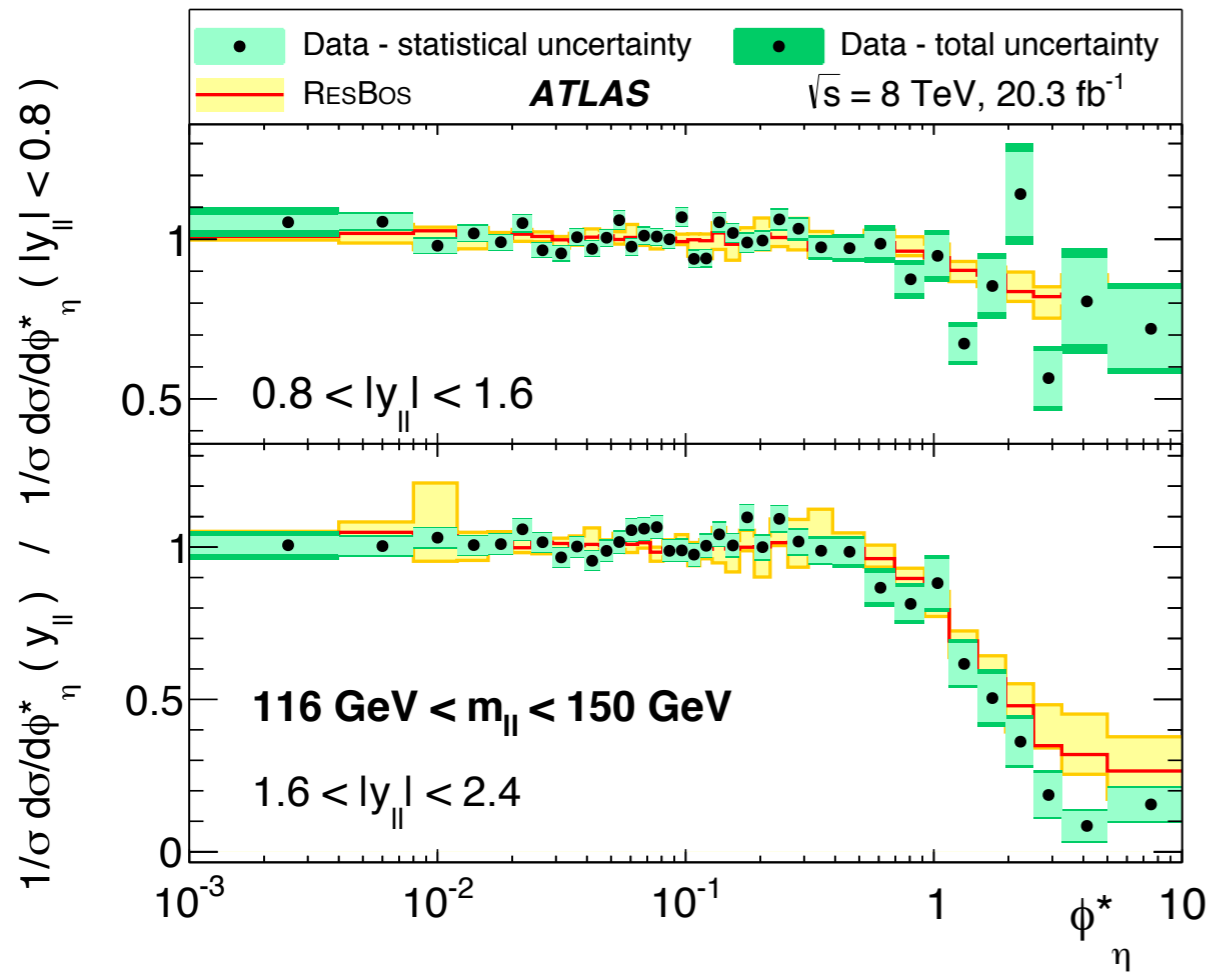 Data - statistical uncertainty Data - total uncertainty
RESBOS ATLAS √s = 8 TeV, 20.3 fb⁻¹
1/σ dσ/dϕ*η ( yll ) / 1/σ dσ/dϕ*η ( |yll| < 0.8 )
1
0.5
0.8 < |yll| < 1.6
1
0.5
0
116 GeV < mll < 150 GeV
1.6 < |yll| < 2.4
10⁻³ 10⁻² 10⁻¹ 1 10
ϕ*η